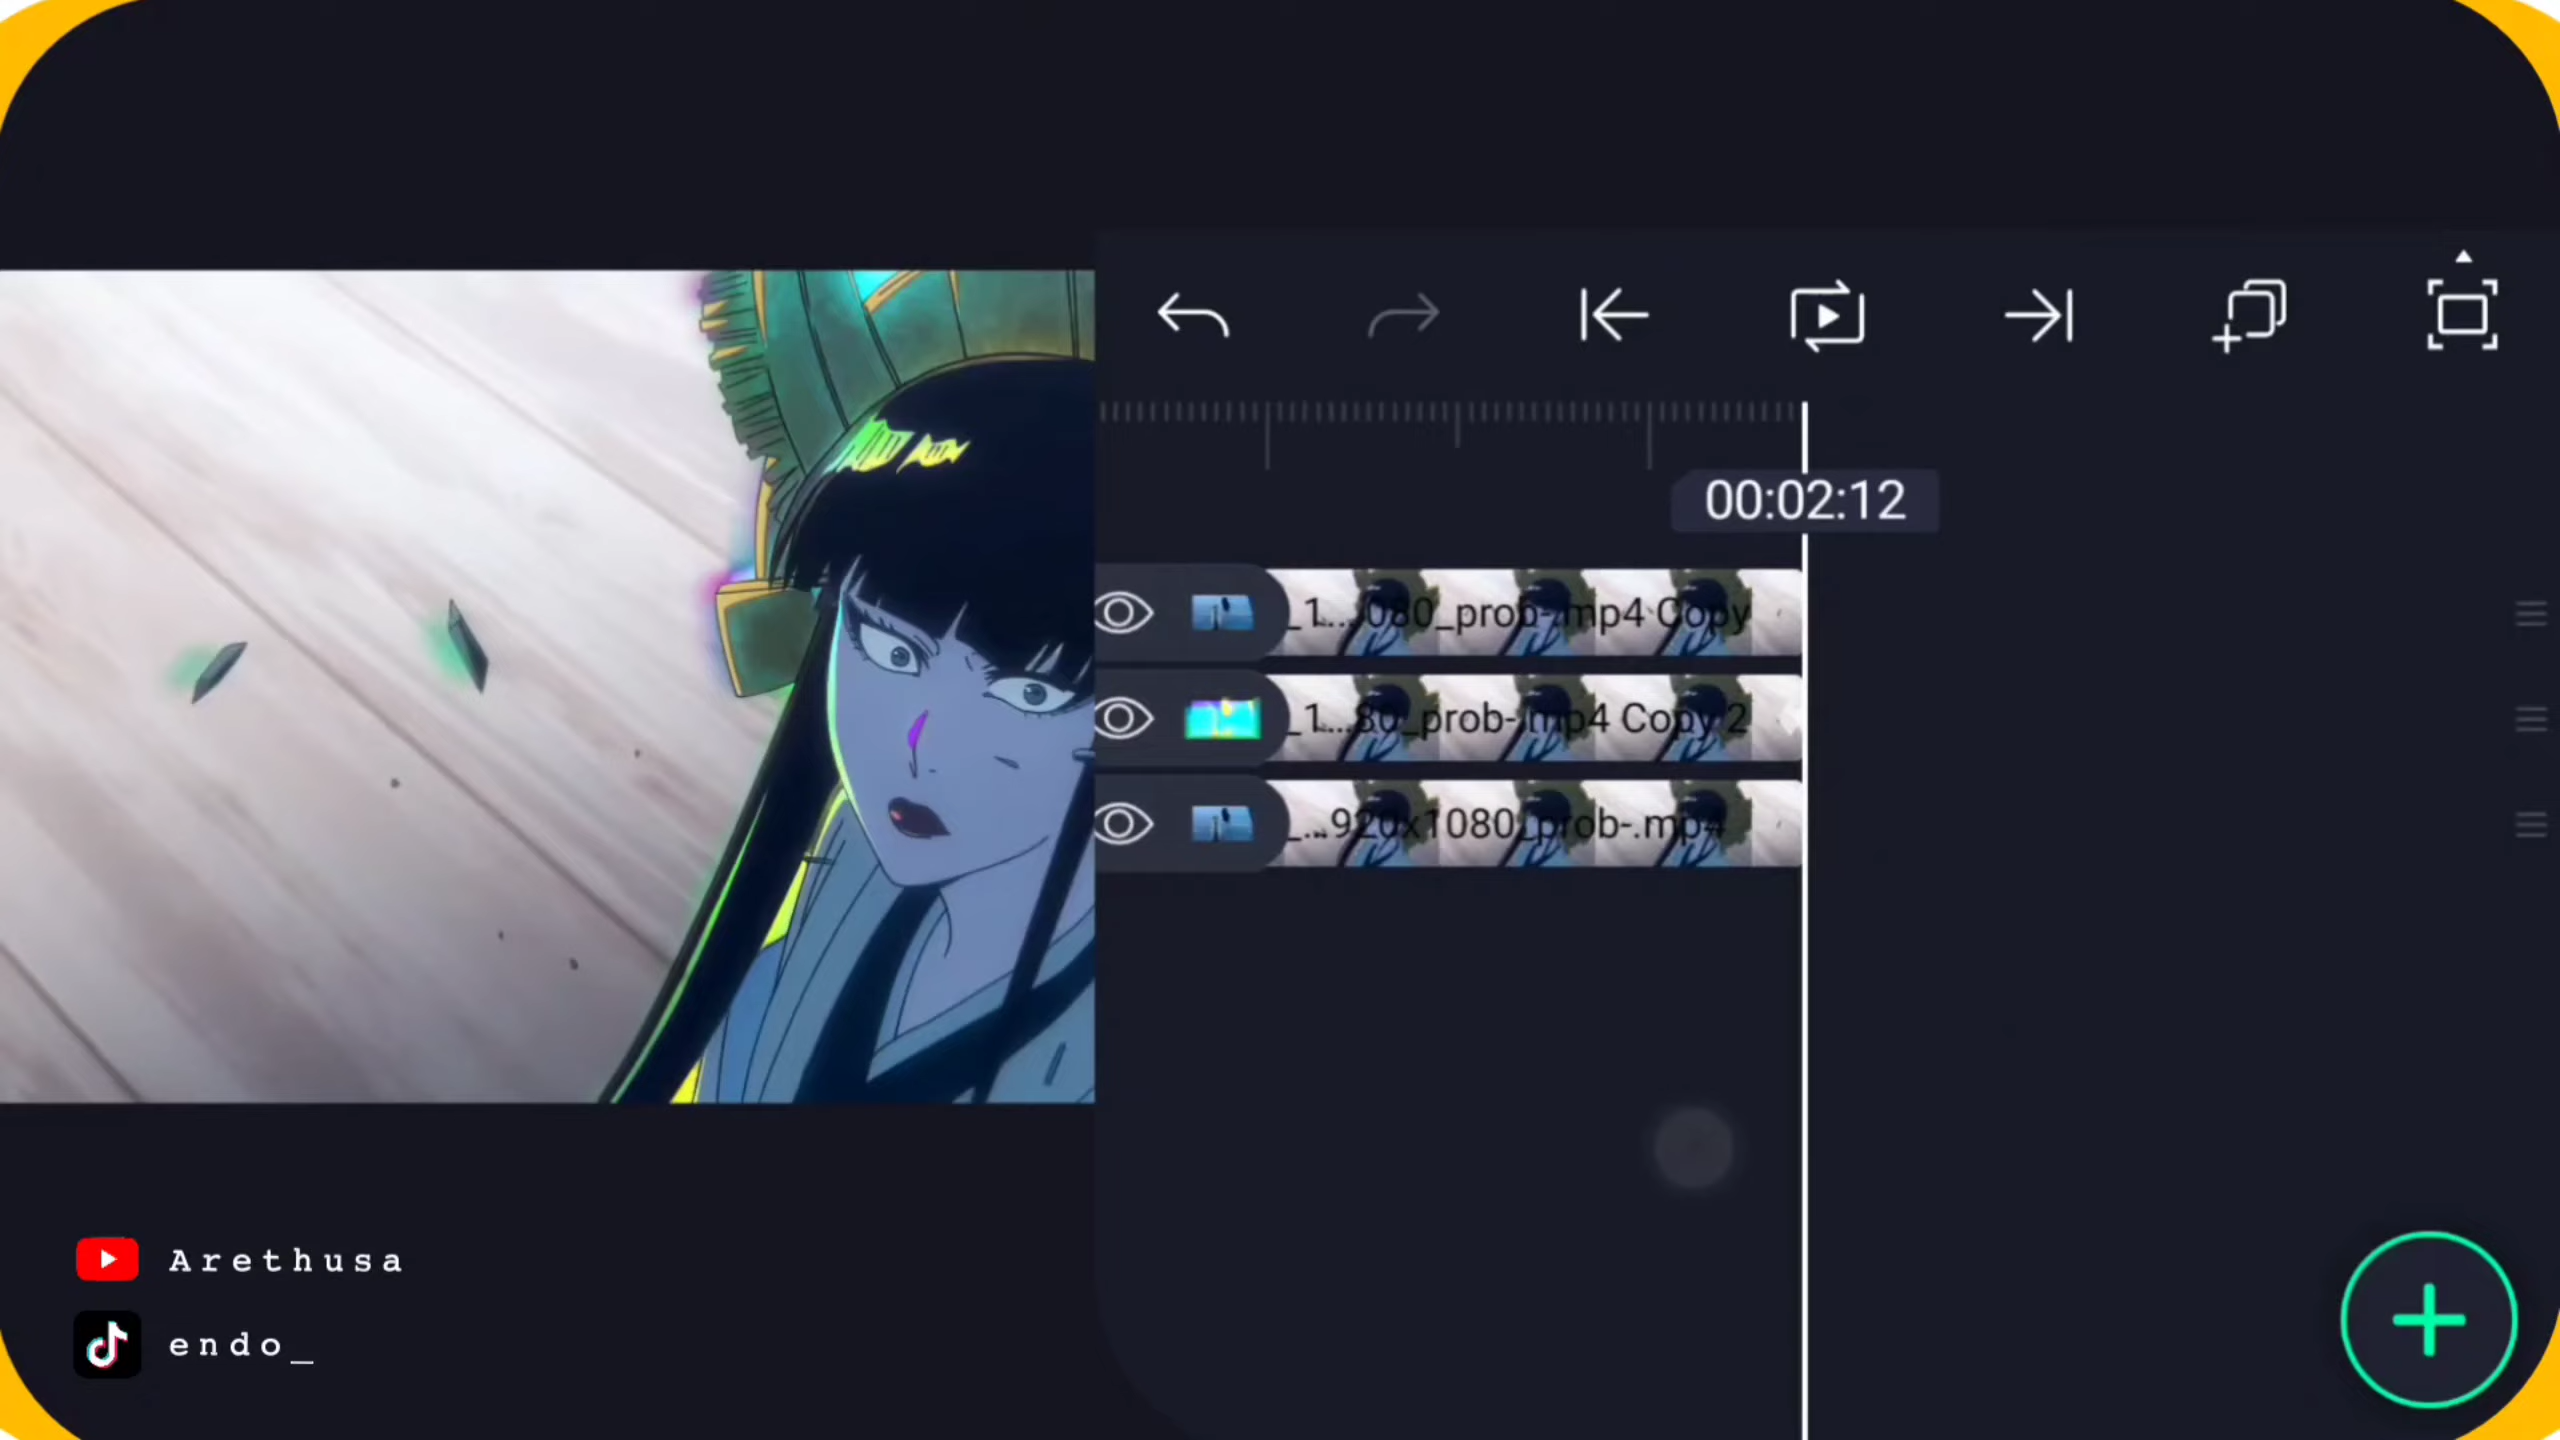 00:02:12
_1...080_prob-.mp4 Copy
_1...80_prob-.mp4 Copy 2
_...920x1080_prob-.mp4
Arethusa
endo_